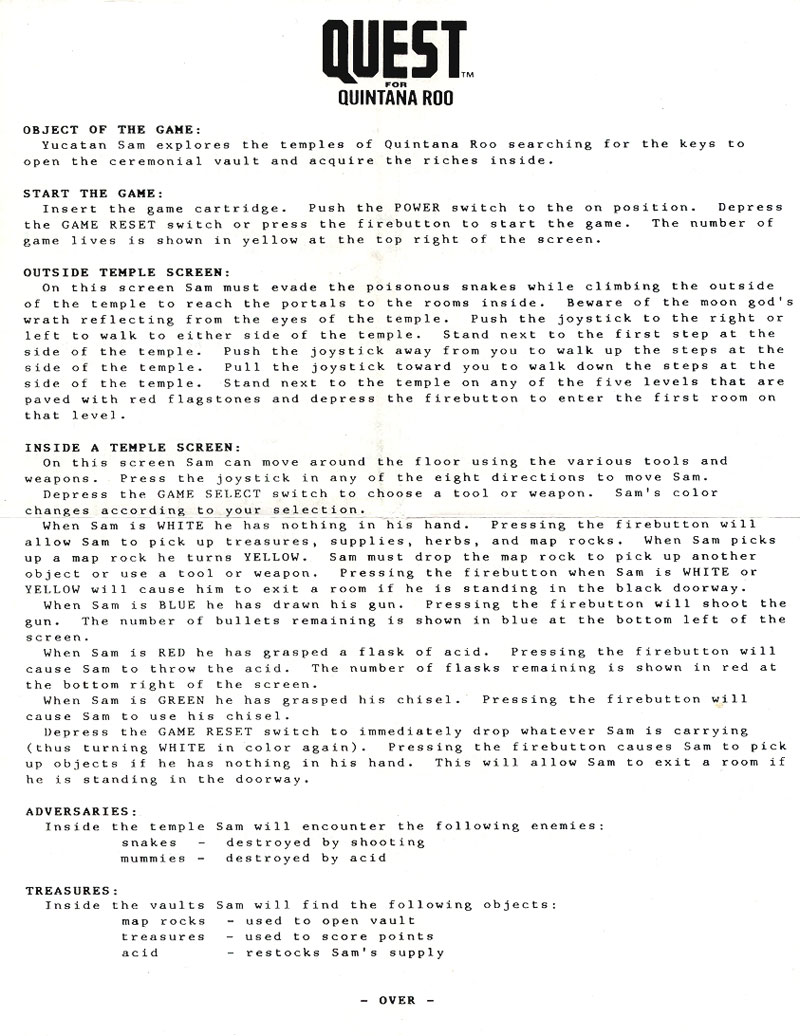 QUEST™
FOR
QUINTANA ROO
OBJECT OF THE GAME:
Yucatan Sam explores the temples of Quintana Roo searching for the keys to
open the ceremonial vault and acquire the riches inside.
START THE GAME:
Insert the game cartridge. Push the POWER switch to the on position. Depress
the GAME RESET switch or press the firebutton to start the game. The number of
game lives is shown in yellow at the top right of the screen.
OUTSIDE TEMPLE SCREEN:
On this screen Sam must evade the poisonous snakes while climbing the outside
of the temple to reach the portals to the rooms inside. Beware of the moon god's
wrath reflecting from the eyes of the temple. Push the joystick to the right or
left to walk to either side of the temple. Stand next to the first step at the
side of the temple. Push the joystick away from you to walk up the steps at the
side of the temple. Pull the joystick toward you to walk down the steps at the
side of the temple. Stand next to the temple on any of the five levels that are
paved with red flagstones and depress the firebutton to enter the first room on
that level.
INSIDE A TEMPLE SCREEN:
On this screen Sam can move around the floor using the various tools and
weapons. Press the joystick in any of the eight directions to move Sam.
Depress the GAME SELECT switch to choose a tool or weapon. Sam's color
changes according to your selection.
When Sam is WHITE he has nothing in his hand. Pressing the firebutton will
allow Sam to pick up treasures, supplies, herbs, and map rocks. When Sam picks
up a map rock he turns YELLOW. Sam must drop the map rock to pick up another
object or use a tool or weapon. Pressing the firebutton when Sam is WHITE or
YELLOW will cause him to exit a room if he is standing in the black doorway.
When Sam is BLUE he has drawn his gun. Pressing the firebutton will shoot the
gun. The number of bullets remaining is shown in blue at the bottom left of the
screen.
When Sam is RED he has grasped a flask of acid. Pressing the firebutton will
cause Sam to throw the acid. The number of flasks remaining is shown in red at
the bottom right of the screen.
When Sam is GREEN he has grasped his chisel. Pressing the firebutton will
cause Sam to use his chisel.
Depress the GAME RESET switch to immediately drop whatever Sam is carrying
(thus turning WHITE in color again). Pressing the firebutton causes Sam to pick
up objects if he has nothing in his hand. This will allow Sam to exit a room if
he is standing in the doorway.
ADVERSARIES:
Inside the temple Sam will encounter the following enemies:
snakes - destroyed by shooting
mummies - destroyed by acid
TREASURES:
Inside the vaults Sam will find the following objects:
map rocks - used to open vault
treasures - used to score points
acid - restocks Sam's supply
- OVER -